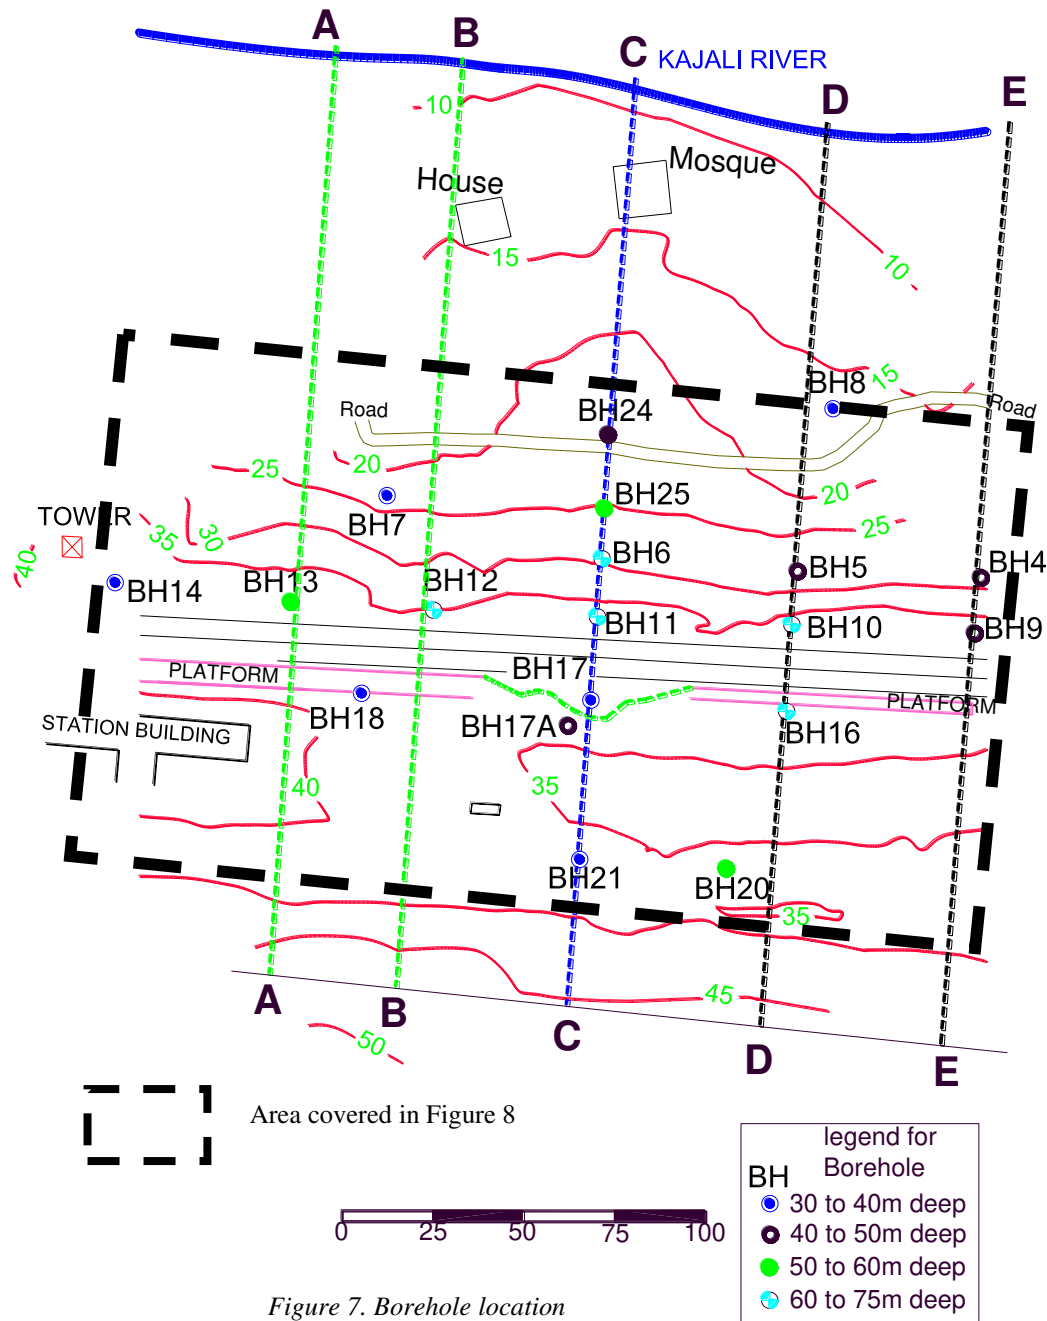 A
B
C
KAJALI RIVER
D
E
10
Mosque
House
15
10
BH8
15
Road
Road
BH24
20
20
25
BH25
BH7
25
TOWER
35
30
40
BH6
BH5
BH4
BH14
BH13
BH12
BH11
BH10
BH9
BH17
PLATFORM
PLATFORM
BH18
BH17A
BH16
STATION BUILDING
40
35
BH21
BH20
35
45
A
B
C
D
E
50
Area covered in Figure 8
legend for
Borehole
BH
30 to 40m deep
40 to 50m deep
50 to 60m deep
60 to 75m deep
0 25 50 75 100
Figure 7. Borehole location